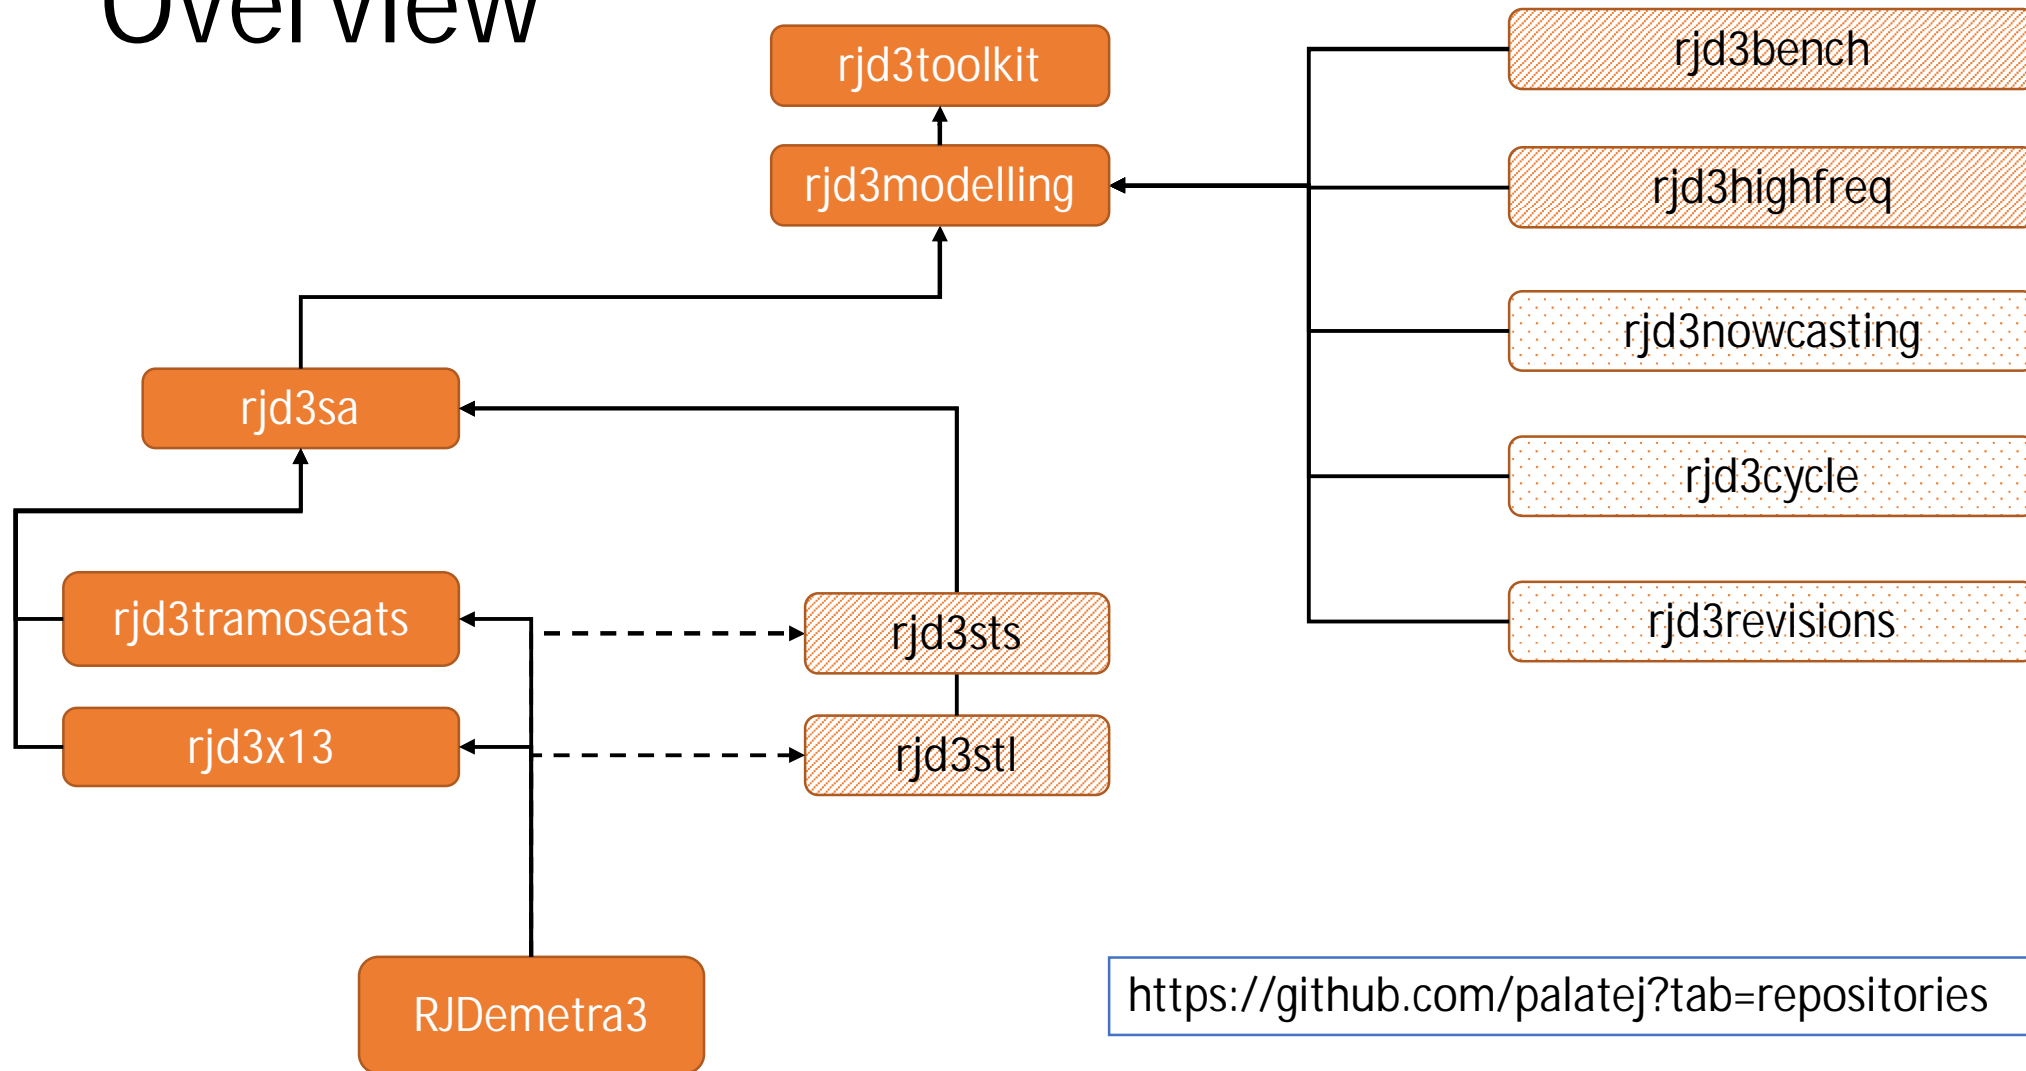 Overview
rjd3toolkit
rjd3modelling
rjd3bench
rjd3highfreq
rjd3nowcasting
rjd3cycle
rjd3revisions
rjd3sa
rjd3tramoseats
rjd3x13
rjd3sts
rjd3stl
RJDemetra3
https://github.com/palatej?tab=repositories